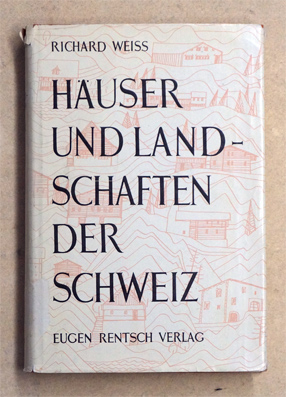 RICHARD WEISS
HÄUSER
UND LAND-
SCHAFTEN
DER
SCHWEIZ
EUGEN RENTSCH VERLAG